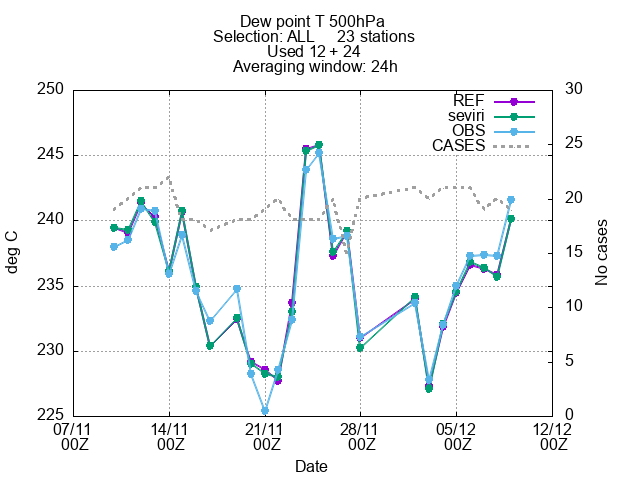 Dew point T 500hPa
Selection: ALL 23 stations
Used 12 + 24
Averaging window: 24h
250 30
REF
seviri
OBS
CASES
245 25
240 20
235 15
230 10
5
225 0
deg C
No cases
07/11 14/11 21/11 28/11 05/12 12/12
00Z 00Z 00Z 00Z 00Z 00Z
Date